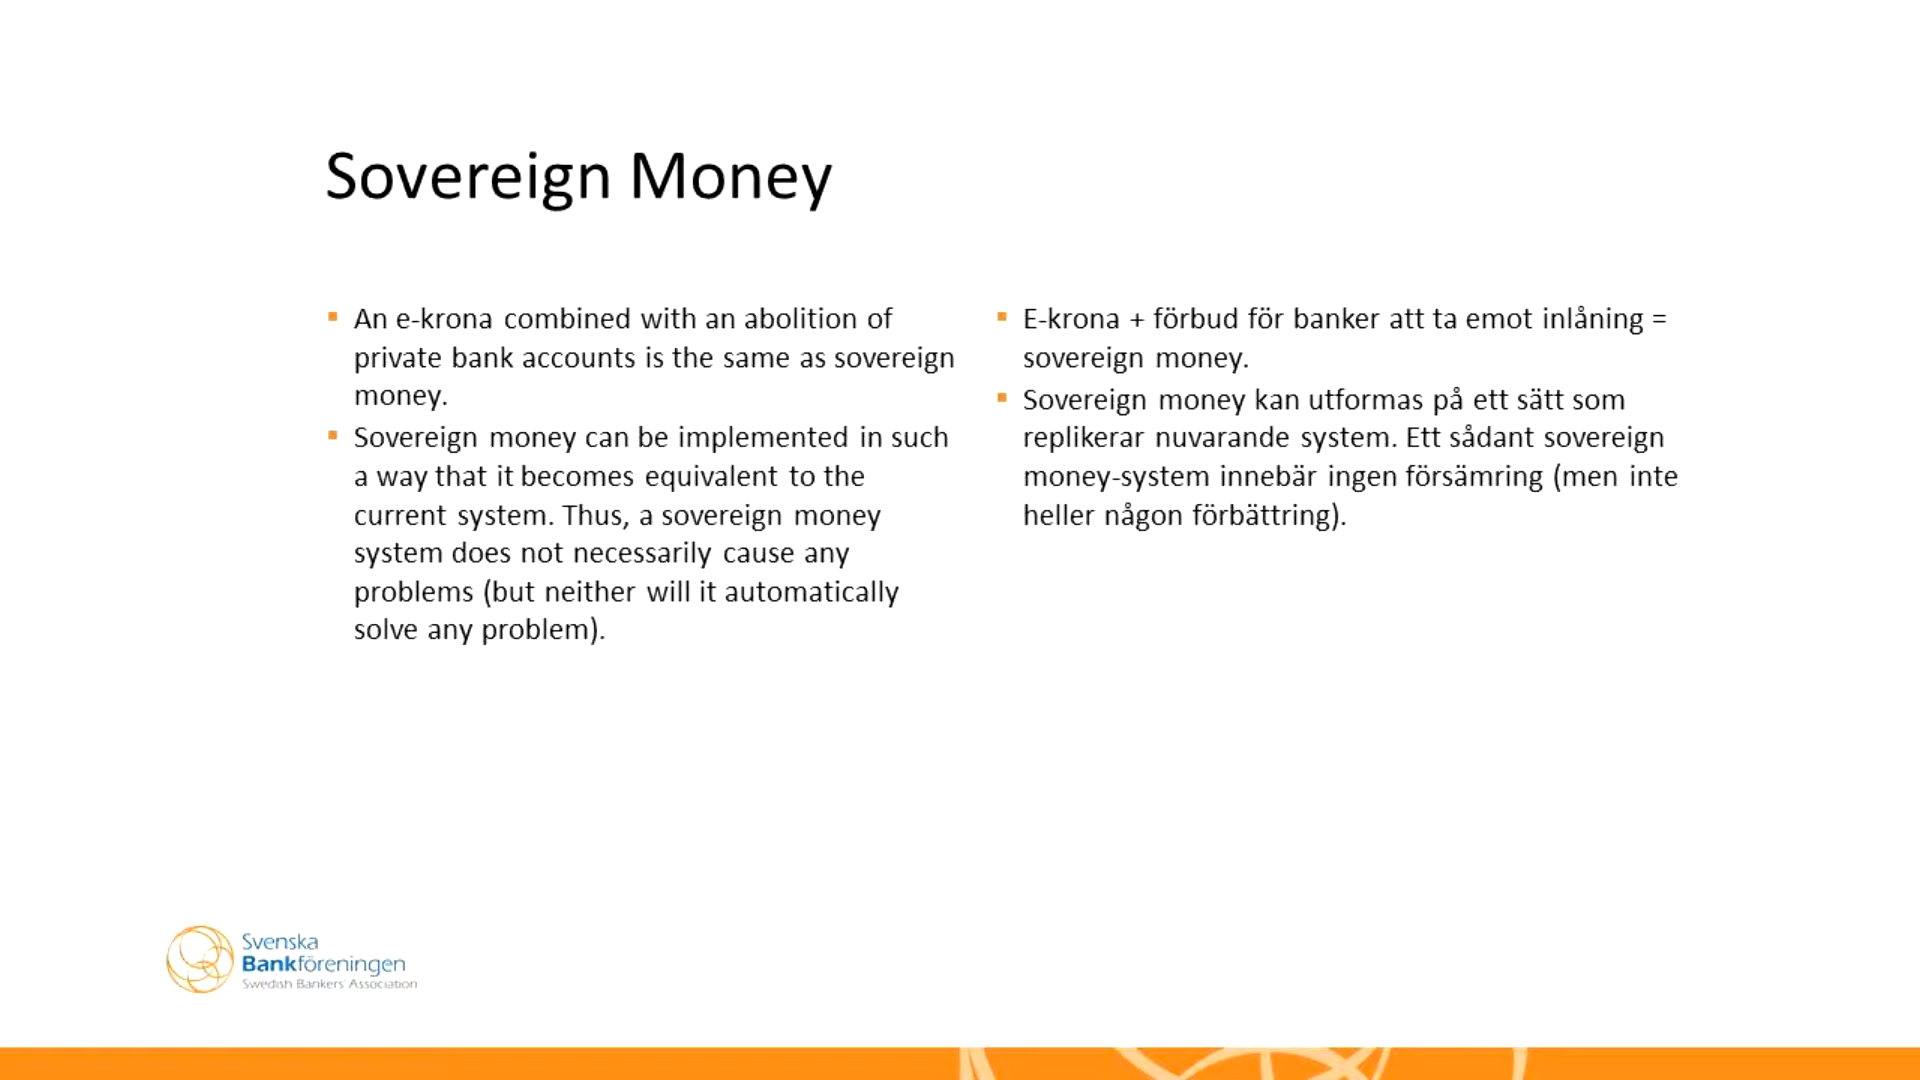 Sovereign Money
An e-krona combined with an abolition of
private bank accounts is the same as sovereign
money.
Sovereign money can be implemented in such
a way that it becomes equivalent to the
current system. Thus, a sovereign money
system does not necessarily cause any
problems (but neither will it automatically
solve any problem).
E-krona + förbud för banker att ta emot inlåning =
sovereign money.
Sovereign money kan utformas på ett sätt som
replikerar nuvarande system. Ett sådant sovereign
money-system innebär ingen försämring (men inte
heller någon förbättring).
Svenska
Bankföreningen
Swedish Bankers' Association